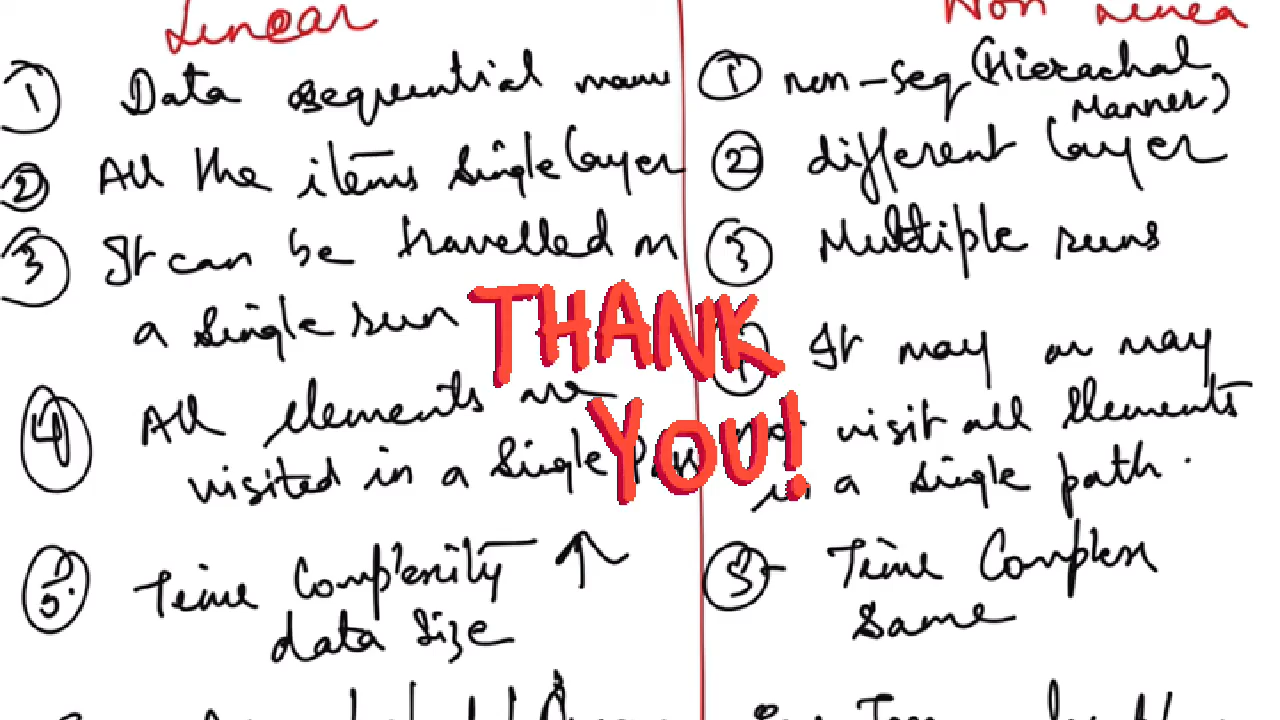 Linear
① Data sequential mann
② All the items single layer
③ It can be travelled in
a single run
④ All elements are
visited in a single
⑤ Time Complexity ↑
data size
Non Linea
① non-seq (Hierachal
Manner)
② different layer
③ Multiple runs
It may or may
visit all elements
in a single path.
⑤ Time Complex
Same
THANK
YOU!